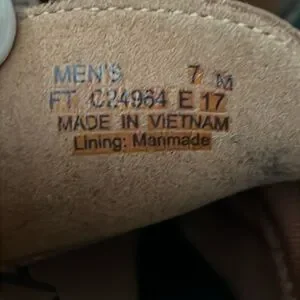 MEN'S 7 M
FT C24964 E 17
MADE IN VIETNAM
Lining: Manmade